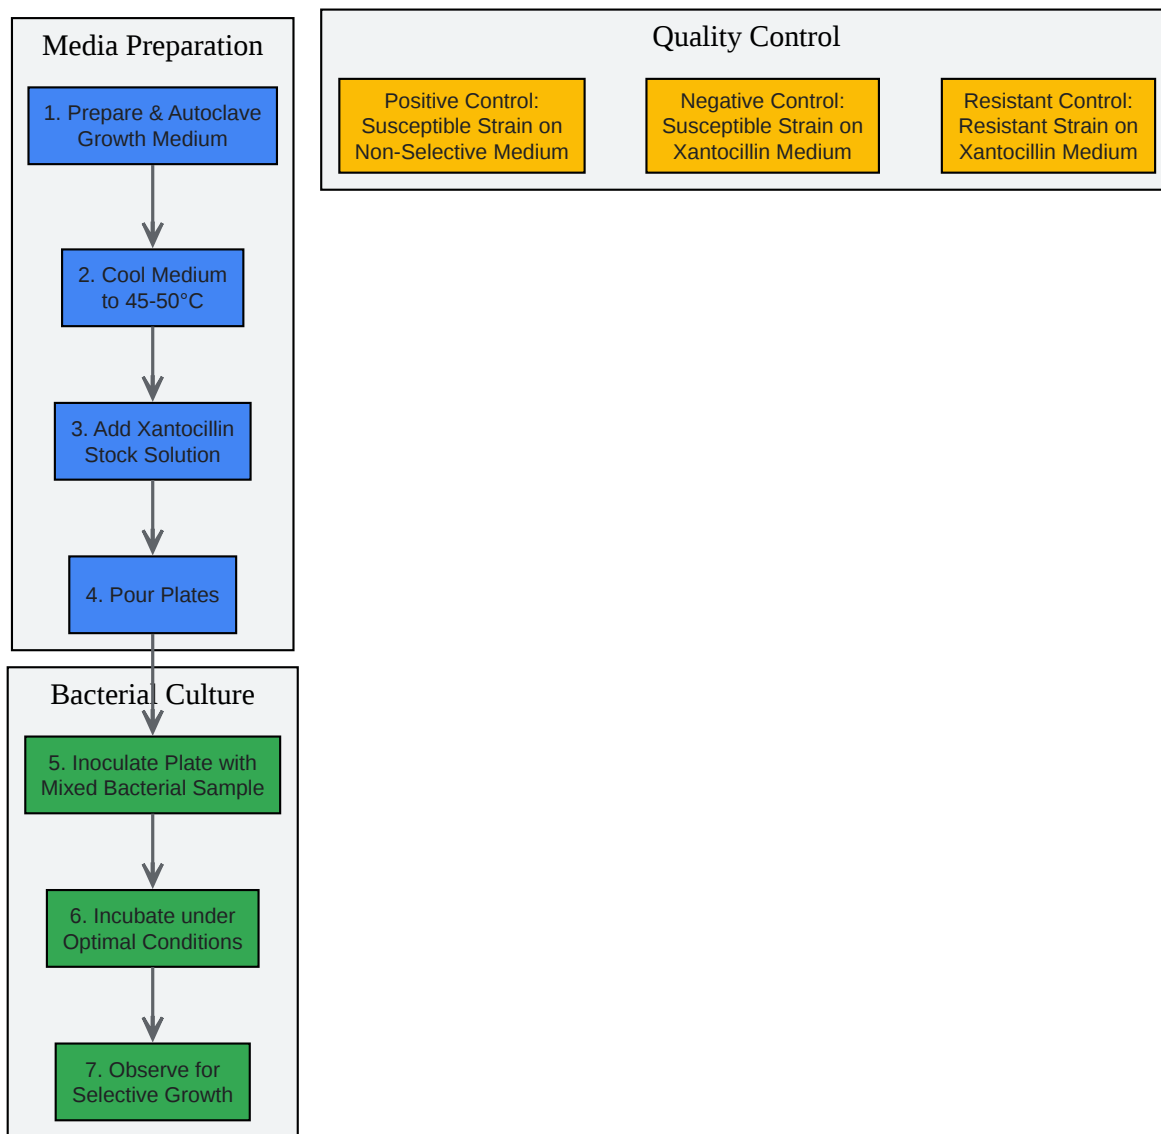 Media Preparation
1. Prepare & Autoclave
Growth Medium
2. Cool Medium
to 45-50°C
3. Add Xantocillin
Stock Solution
4. Pour Plates
Bacterial Culture
5. Inoculate Plate with
Mixed Bacterial Sample
6. Incubate under
Optimal Conditions
7. Observe for
Selective Growth
Quality Control
Positive Control:
Susceptible Strain on
Non-Selective Medium
Negative Control:
Susceptible Strain on
Xantocillin Medium
Resistant Control:
Resistant Strain on
Xantocillin Medium